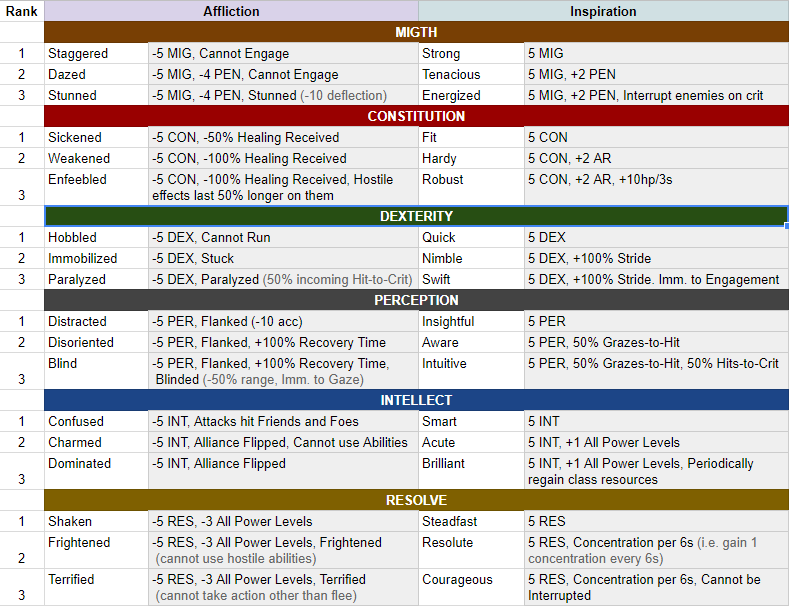 Rank Affliction Inspiration
MIGTH
1 Staggered -5 MIG, Cannot Engage Strong 5 MIG
2 Dazed -5 MIG, -4 PEN, Cannot Engage Tenacious 5 MIG, +2 PEN
3 Stunned -5 MIG, -4 PEN, Stunned (-10 deflection) Energized 5 MIG, +2 PEN, Interrupt enemies on crit
CONSTITUTION
1 Sickened -5 CON, -50% Healing Received Fit 5 CON
2 Weakened -5 CON, -100% Healing Received Hardy 5 CON, +2 AR
Enfeebled -5 CON, -100% Healing Received, Hostile Robust 5 CON, +2 AR, +10hp/3s
3 effects last 50% longer on them
DEXTERITY
1 Hobbled -5 DEX, Cannot Run Quick 5 DEX
2 Immobilized -5 DEX, Stuck Nimble 5 DEX, +100% Stride
3 Paralyzed -5 DEX, Paralyzed (50% incoming Hit-to-Crit) Swift 5 DEX, +100% Stride. Imm. to Engagement
PERCEPTION
1 Distracted -5 PER, Flanked (-10 acc) Insightful 5 PER
2 Disoriented -5 PER, Flanked, +100% Recovery Time Aware 5 PER, 50% Grazes-to-Hit
Blind -5 PER, Flanked, +100% Recovery Time, Intuitive 5 PER, 50% Grazes-to-Hit, 50% Hits-to-Crit
3 Blinded (-50% range, Imm. to Gaze)
INTELLECT
1 Confused -5 INT, Attacks hit Friends and Foes Smart 5 INT
2 Charmed -5 INT, Alliance Flipped, Cannot use Abilities Acute 5 INT, +1 All Power Levels
Dominated -5 INT, Alliance Flipped Brilliant 5 INT, +1 All Power Levels, Periodically
3 regain class resources
RESOLVE
1 Shaken -5 RES, -3 All Power Levels Steadfast 5 RES
Frightened -5 RES, -3 All Power Levels, Frightened Resolute 5 RES, Concentration per 6s (i.e. gain 1
2 (cannot use hostile abilities) concentration every 6s)
Terrified -5 RES, -3 All Power Levels, Terrified Courageous 5 RES, Concentration per 6s, Cannot be
3 (cannot take action other than flee) Interrupted